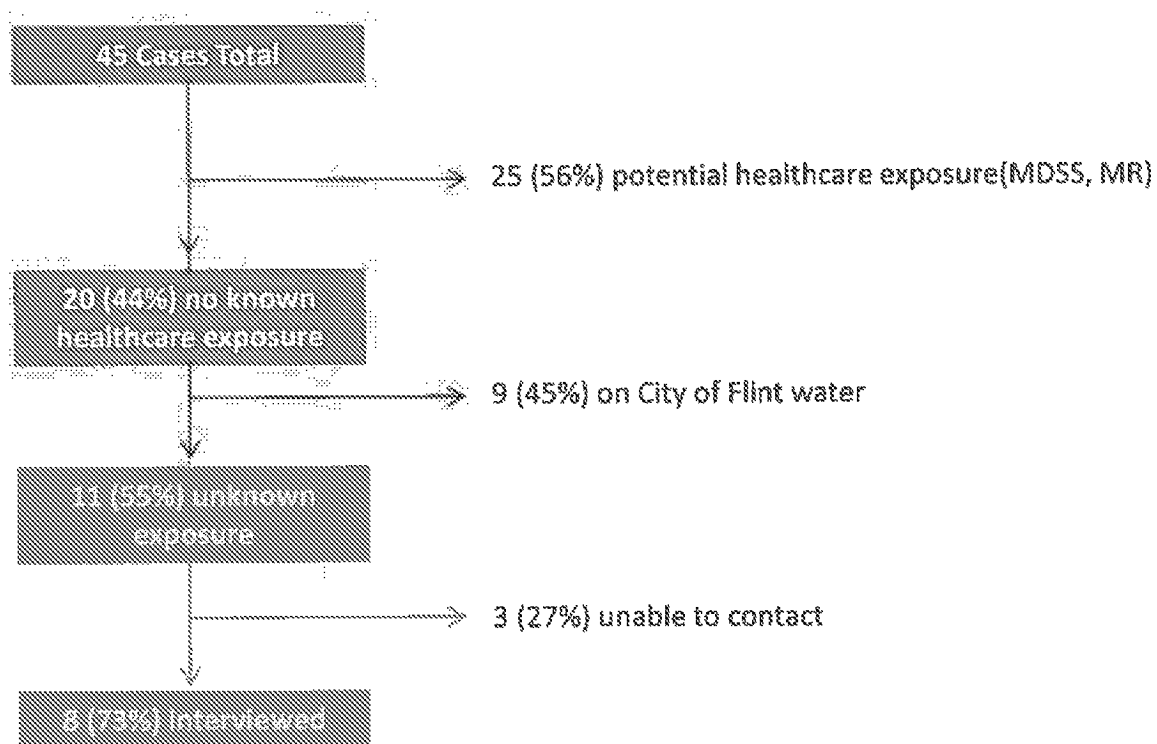 45 Cases Total
25 (56%) potential healthcare exposure(MDSS, MR)
20 (44%) no known
healthcare exposure
9 (45%) on City of Flint water
11 (55%) unknown
exposure
3 (27%) unable to contact
8 (73%) Interviewed